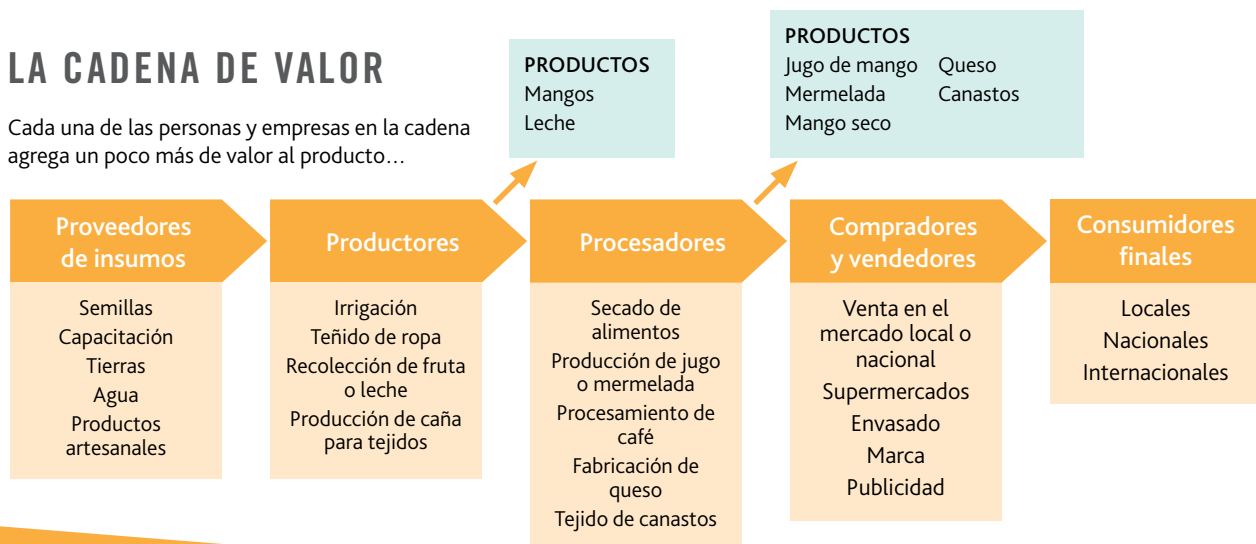 LA CADENA DE VALOR
Cada una de las personas y empresas en la cadena
agrega un poco más de valor al producto…
PRODUCTOS
Mangos
Leche
PRODUCTOS
Jugo de mango Queso
Mermelada Canastos
Mango seco
Proveedores
de insumos
Semillas
Capacitación
Tierras
Agua
Productos
artesanales
Productores
Irrigación
Teñido de ropa
Recolección de fruta
o leche
Producción de caña
para tejidos
Procesadores
Secado de
alimentos
Producción de jugo
o mermelada
Procesamiento de
café
Fabricación de
queso
Tejido de canastos
Compradores
y vendedores
Venta en el
mercado local o
nacional
Supermercados
Envasado
Marca
Publicidad
Consumidores
finales
Locales
Nacionales
Internacionales